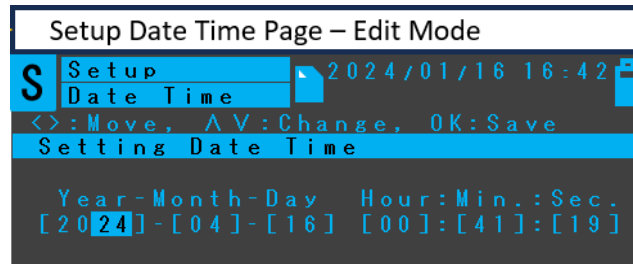 Setup Date Time Page – Edit Mode
S
Setup
2024/01/16 16:42
Date Time
<>:Move, ΛV:Change, OK:Save
Setting Date Time
Year-Month-Day Hour:Min.:Sec.
[2024]-[04]-[16] [00]:[41]:[19]